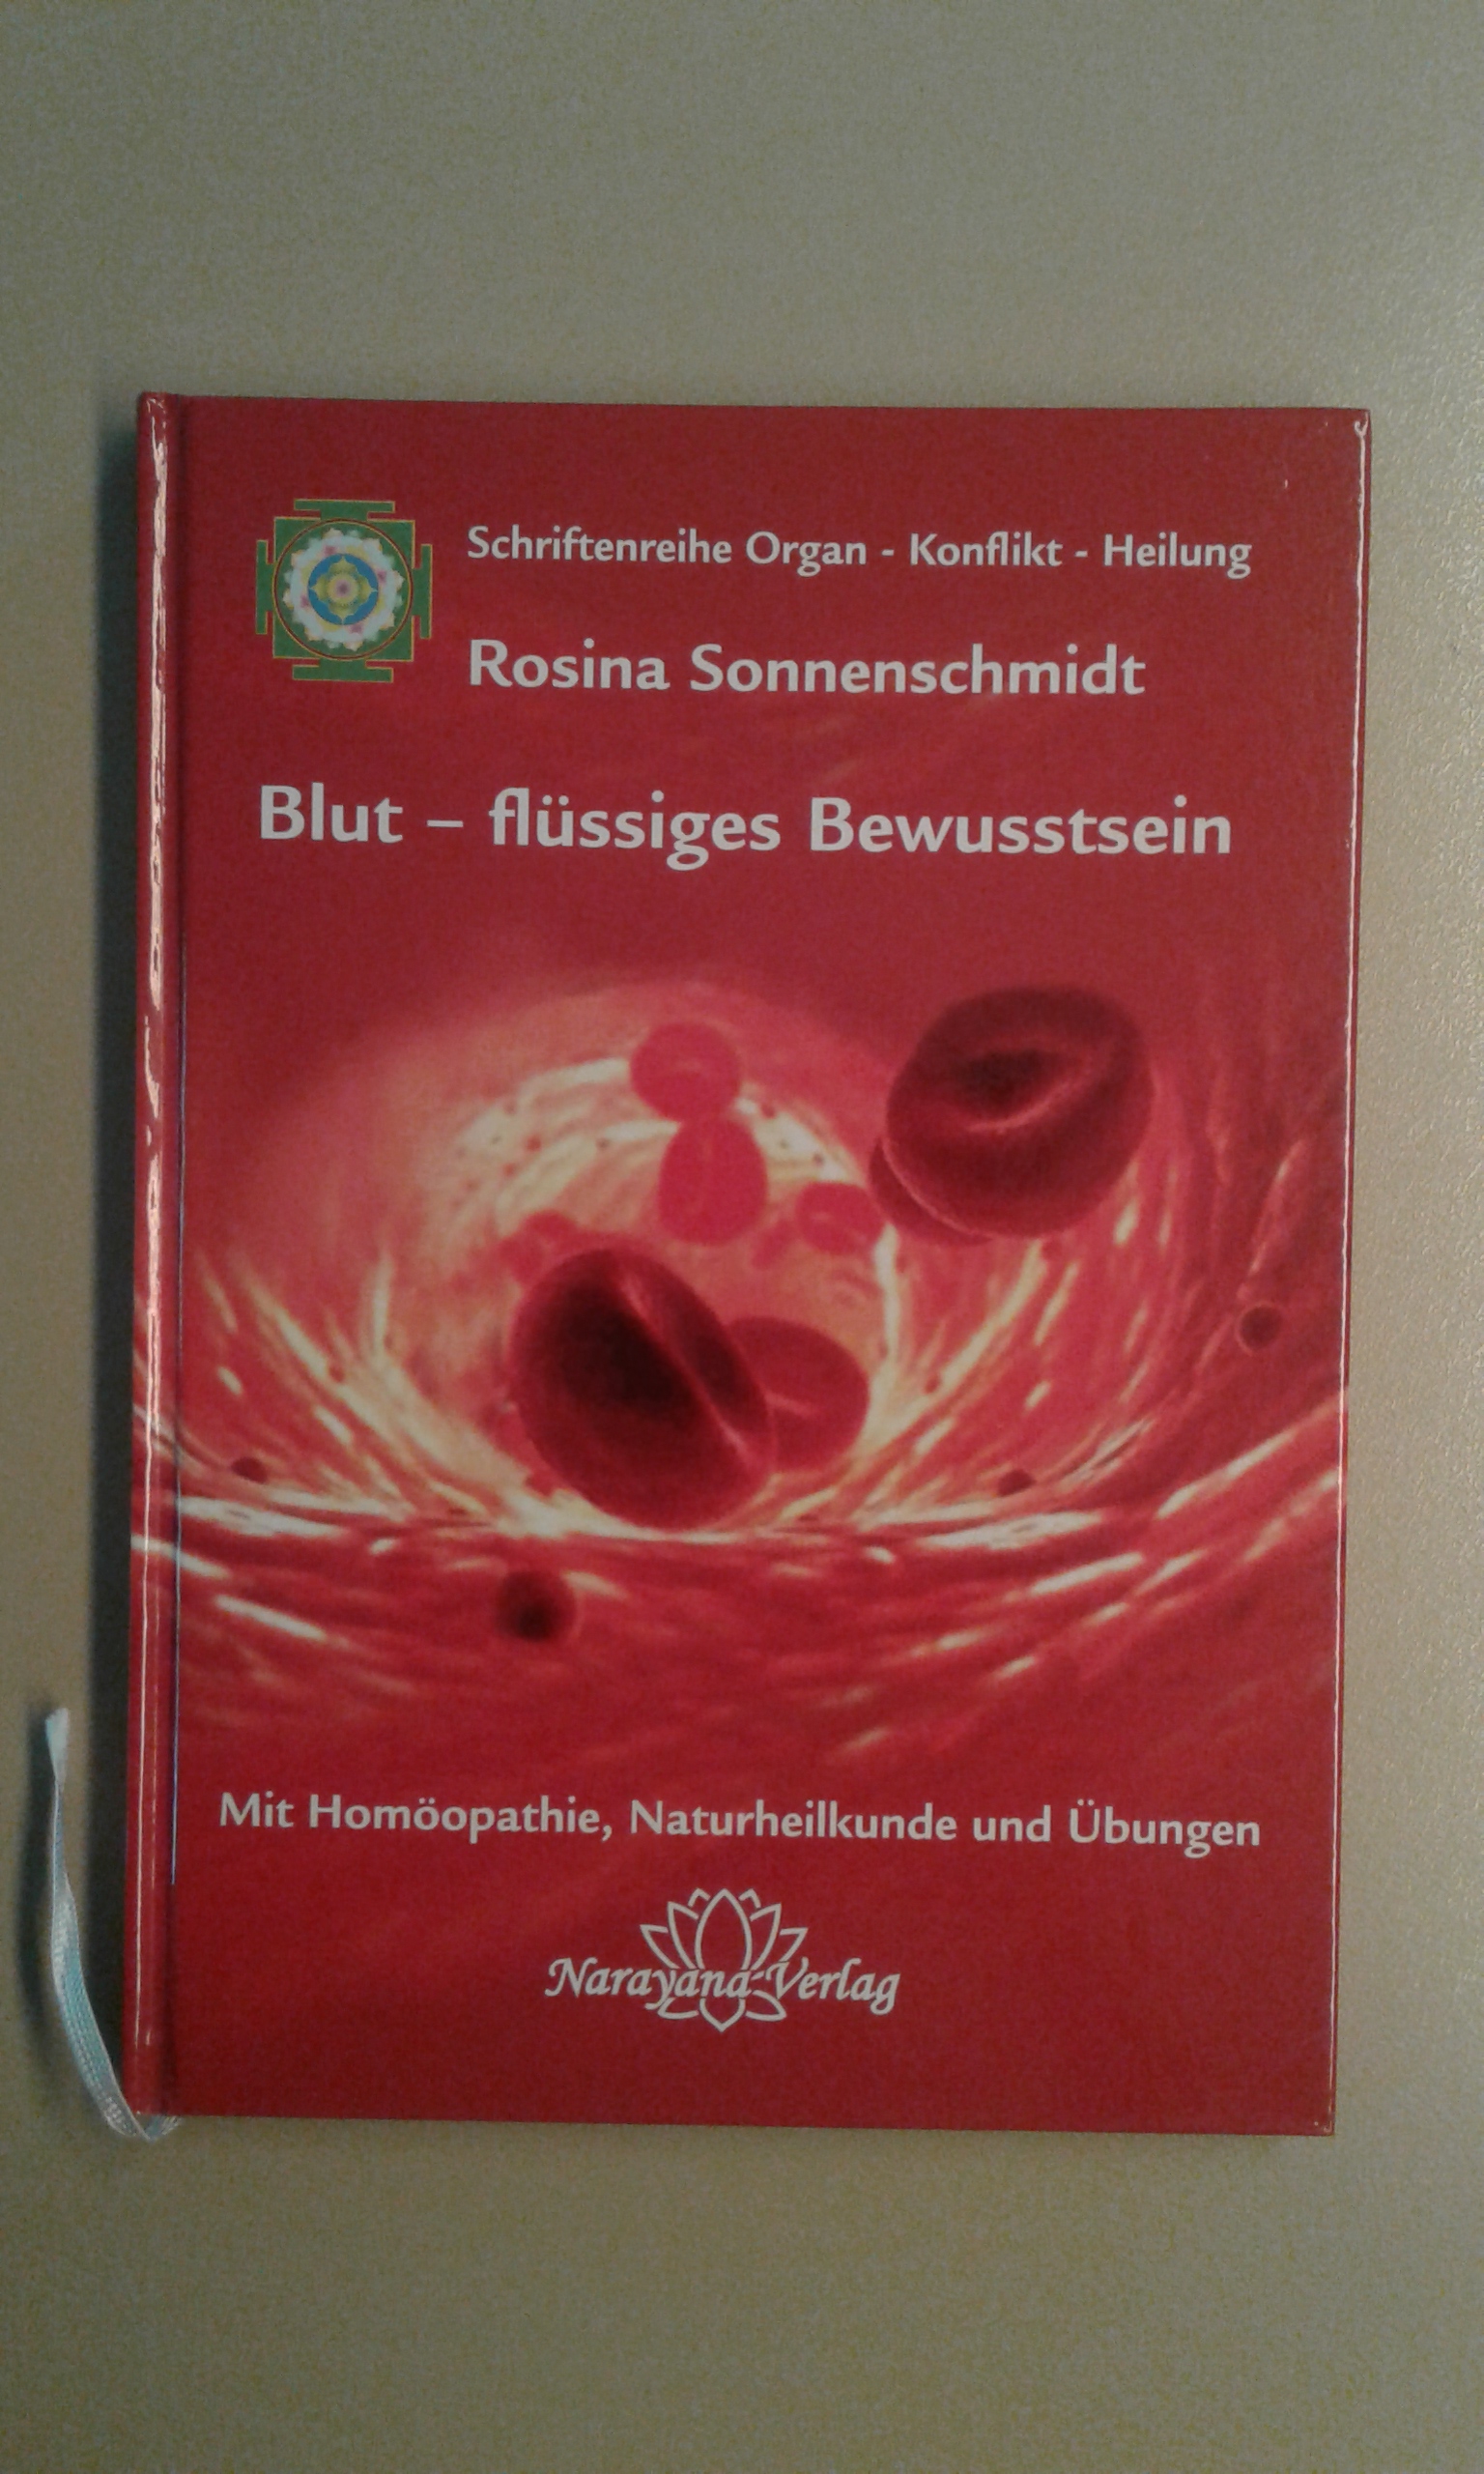 Schriftenreihe Organ - Konflikt - Heilung
Rosina Sonnenschmidt
Blut – flüssiges Bewusstsein
Mit Homöopathie, Naturheilkunde und Übungen
Narayana-Verlag